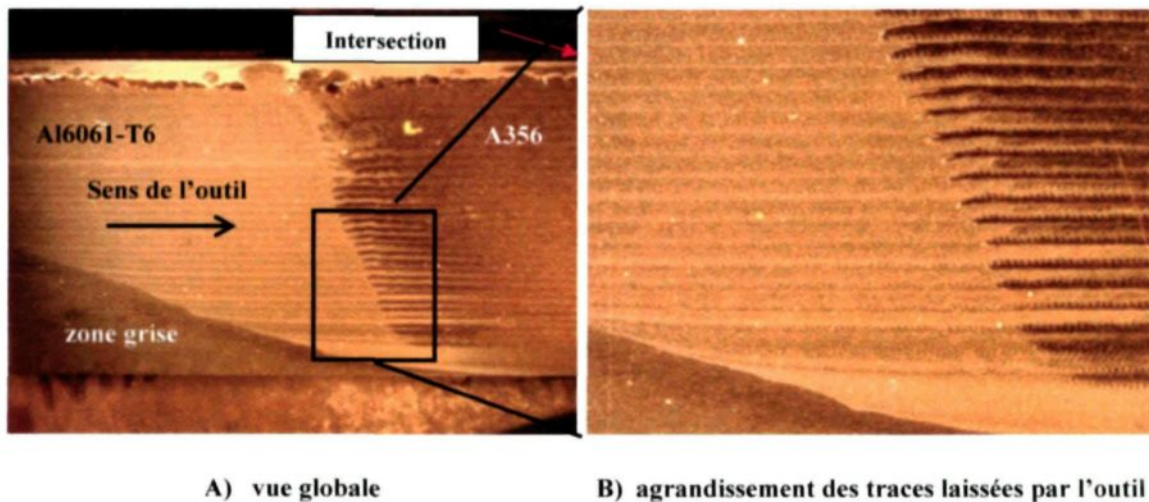 Intersection
Al6061-T6
A356
Sens de l'outil
zone grise
A) vue globale
B) agrandissement des traces laissées par l'outil